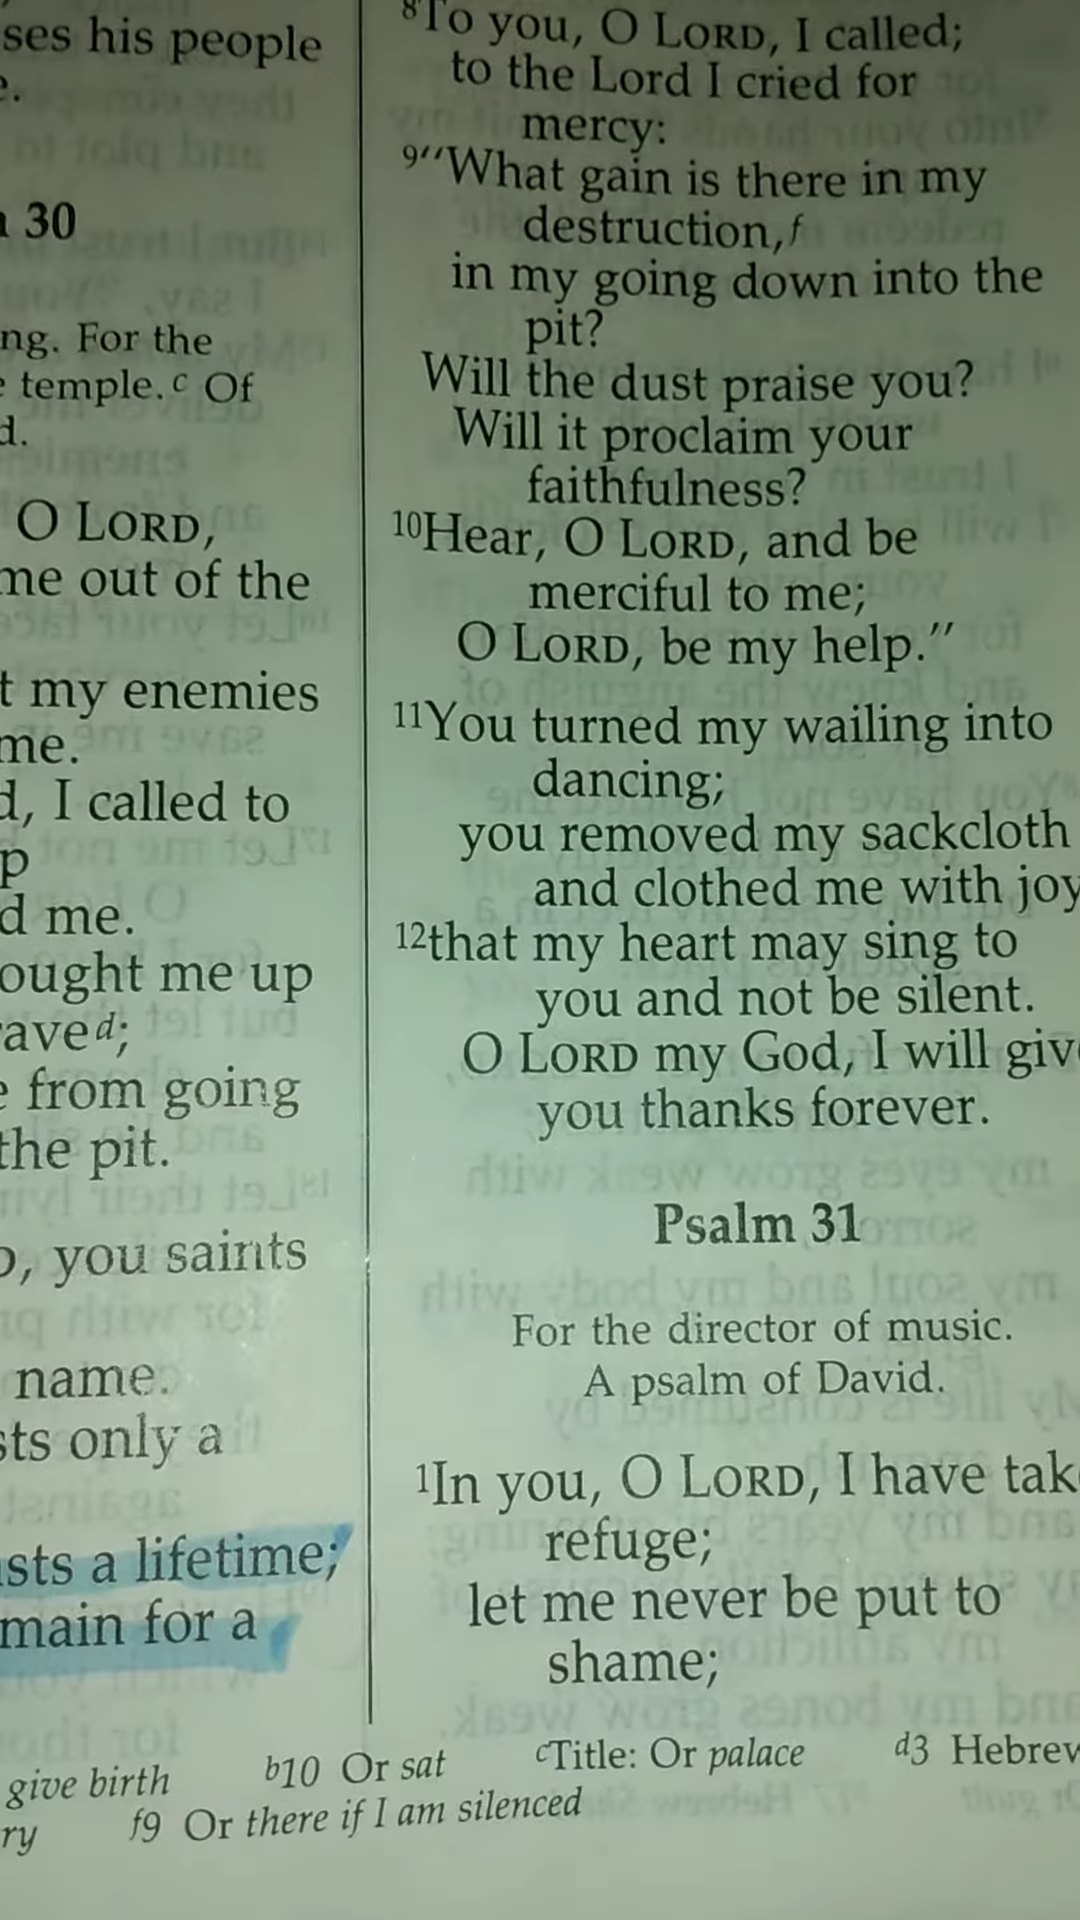 ses his people
e.
30
ng. For the
temple.c Of
d.
O LORD,
me out of the
t my enemies
me.
d, I called to
p
d me.
ought me up
raved;
e from going
the pit.
o, you saints
name.
sts only a
sts a lifetime;
main for a
8To you, O LORD, I called;
to the Lord I cried for
mercy:
9"What gain is there in my
destruction,f
in my going down into the
pit?
Will the dust praise you?
Will it proclaim your
faithfulness?
10Hear, O LORD, and be
merciful to me;
O LORD, be my help."
11You turned my wailing into
dancing;
you removed my sackcloth
and clothed me with joy
12that my heart may sing to
you and not be silent.
O LORD my God, I will give
you thanks forever.
Psalm 31
For the director of music.
A psalm of David.
1In you, O LORD, I have tak
refuge;
let me never be put to
shame;
give birth b10 Or sat cTitle: Or palace d3 Hebrew
ry f9 Or there if I am silenced